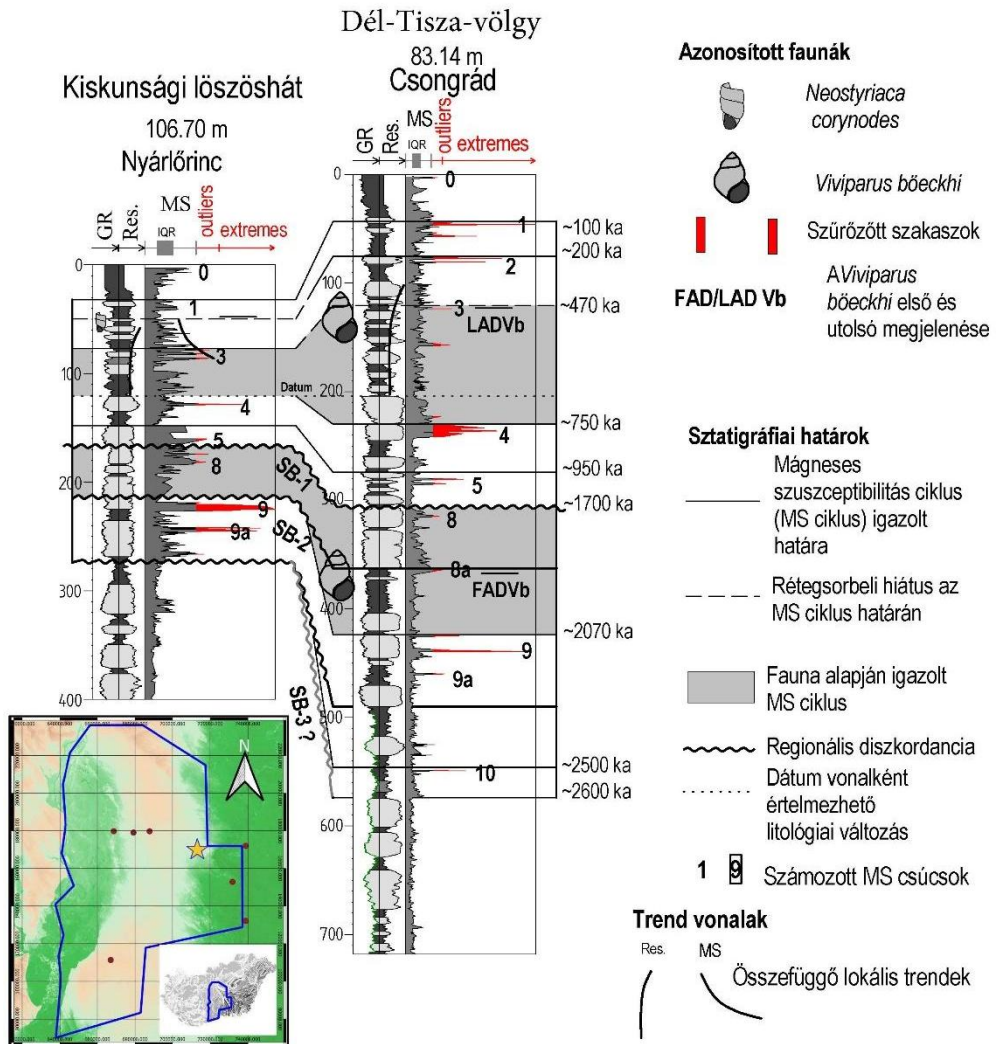 Dél-Tisza-völgy
83.14 m
Csongrád
Kiskunsági löszöshát
106.70 m
Nyárlőrinc
GR
Res.
MS
IQR
outliers
extremes
GR
Res.
MS
IQR
outliers
extremes
0
100
200
300
400
0
1
3
4
5
8
9
9a
Datum
SB-1
SB-2
SB-3 ?
0
100
200
300
400
500
600
700
0
1
2
3
LADVb
4
5
8
8a
FADVb
9
9a
10
~100 ka
~200 ka
~470 ka
~750 ka
~950 ka
~1700 ka
~2070 ka
~2500 ka
~2600 ka
N
Azonosított faunák
Neostyriaca
corynodes
Viviparus böeckhi
Szűrőzött szakaszok
FAD/LAD Vb
A Viviparus
böeckhi első és
utolsó megjelenése
Sztatigráfiai határok
Mágneses
szuszceptibilitás ciklus
(MS ciklus) igazolt
határa
Rétegsorbeli hiátus az
MS ciklus határán
Fauna alapján igazolt
MS ciklus
Regionális diszkordancia
Dátum vonalként
értelmezhető
litológiai változás
1 9 Számozott MS csúcsok
Trend vonalak
Res. MS
Összefüggő lokális trendek